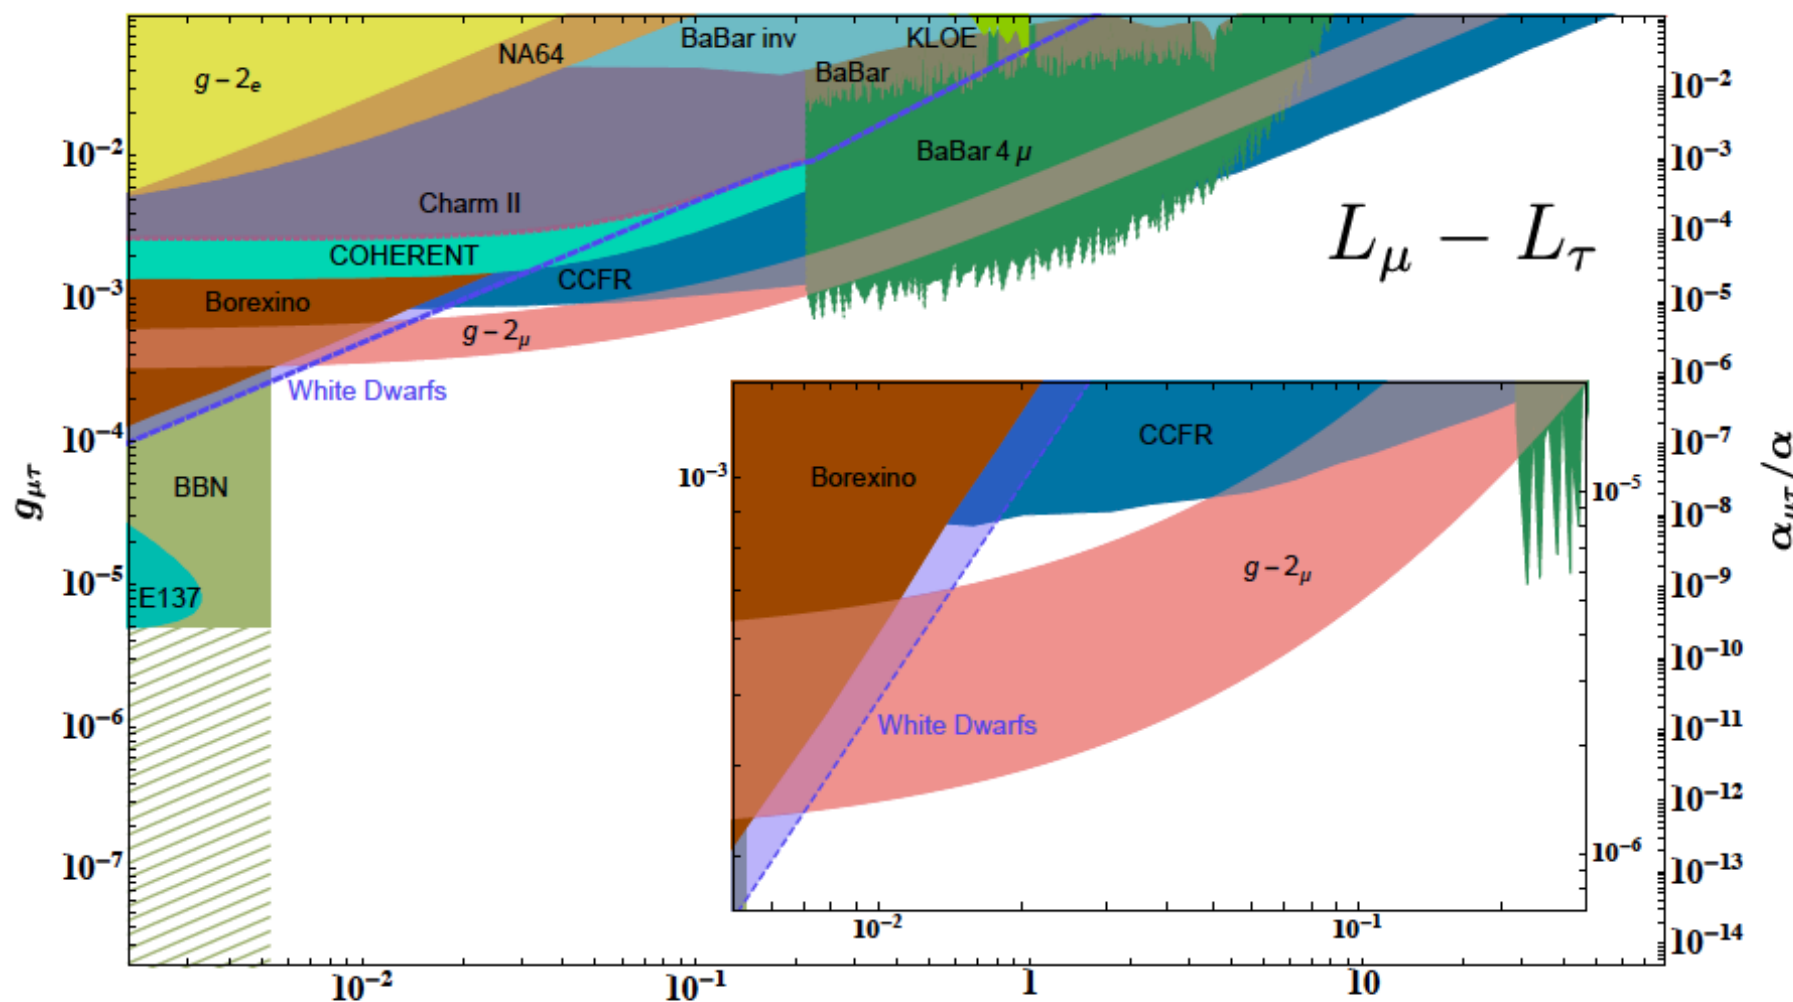 BaBar inv
KLOE
NA64
g – 2e
BaBar
10⁻²
10⁻²
BaBar 4 μ
10⁻³
Charm II
Lμ – Lτ
10⁻⁴
COHERENT
CCFR
10⁻³
Borexino
10⁻⁵
g – 2μ
10⁻⁶
White Dwarfs
10⁻⁴
10⁻⁷
CCFR
BBN
10⁻³
Borexino
10⁻⁵
gμτ
αμτ/α
10⁻⁸
10⁻⁵
E137
g – 2μ
10⁻⁹
10⁻¹⁰
10⁻⁶
White Dwarfs
10⁻¹¹
10⁻¹²
10⁻⁷
10⁻⁶
10⁻¹³
10⁻²
10⁻¹
10⁻¹⁴
10⁻²
10⁻¹
1
10